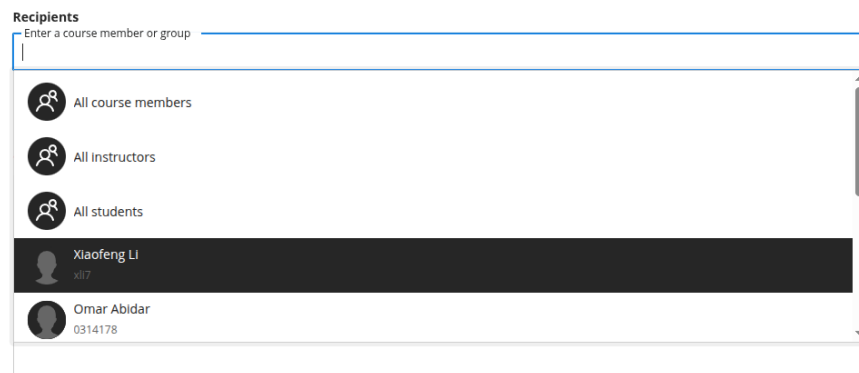 Recipients
Enter a course member or group
All course members
All instructors
All students
Xiaofeng Li
xli7
Omar Abidar
0314178